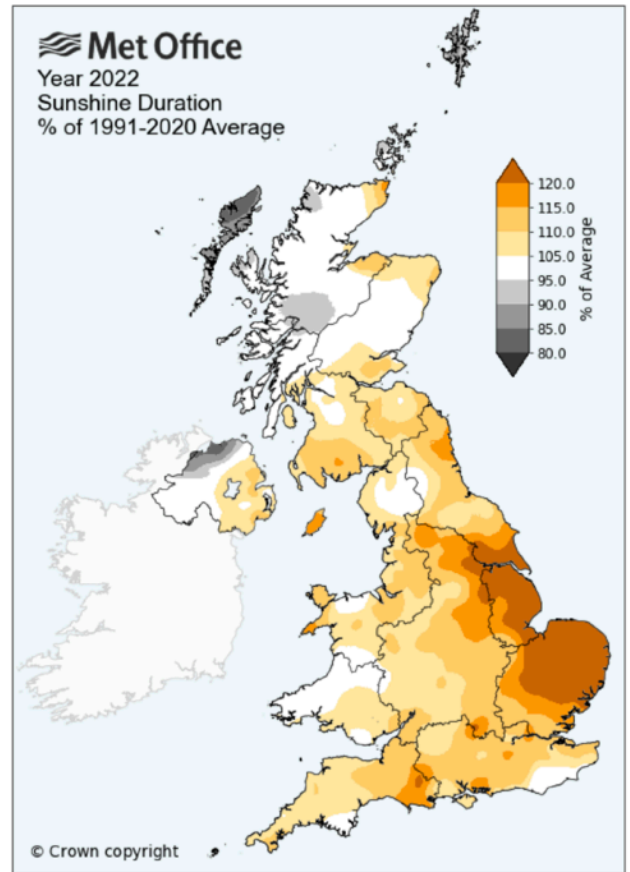 Met Office
Year 2022
Sunshine Duration
% of 1991-2020 Average
120.0
115.0
110.0
105.0
95.0
90.0
85.0
80.0
% of Average
© Crown copyright